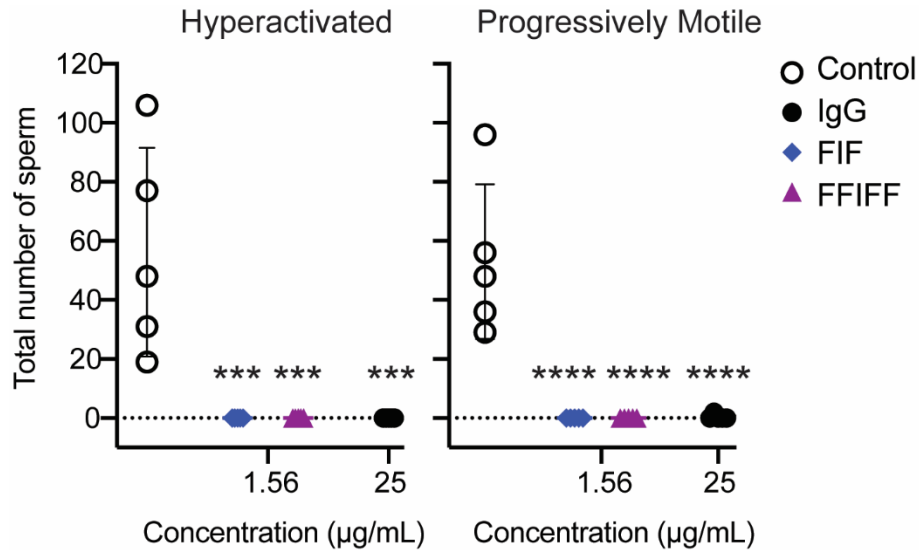 Hyperactivated
Progressively Motile
Total number of sperm
120
100
80
60
40
20
0
*** *** ***
**** **** ****
1.56 25
1.56 25
Concentration (µg/mL)
Concentration (µg/mL)
Control
IgG
FIF
FFIFF